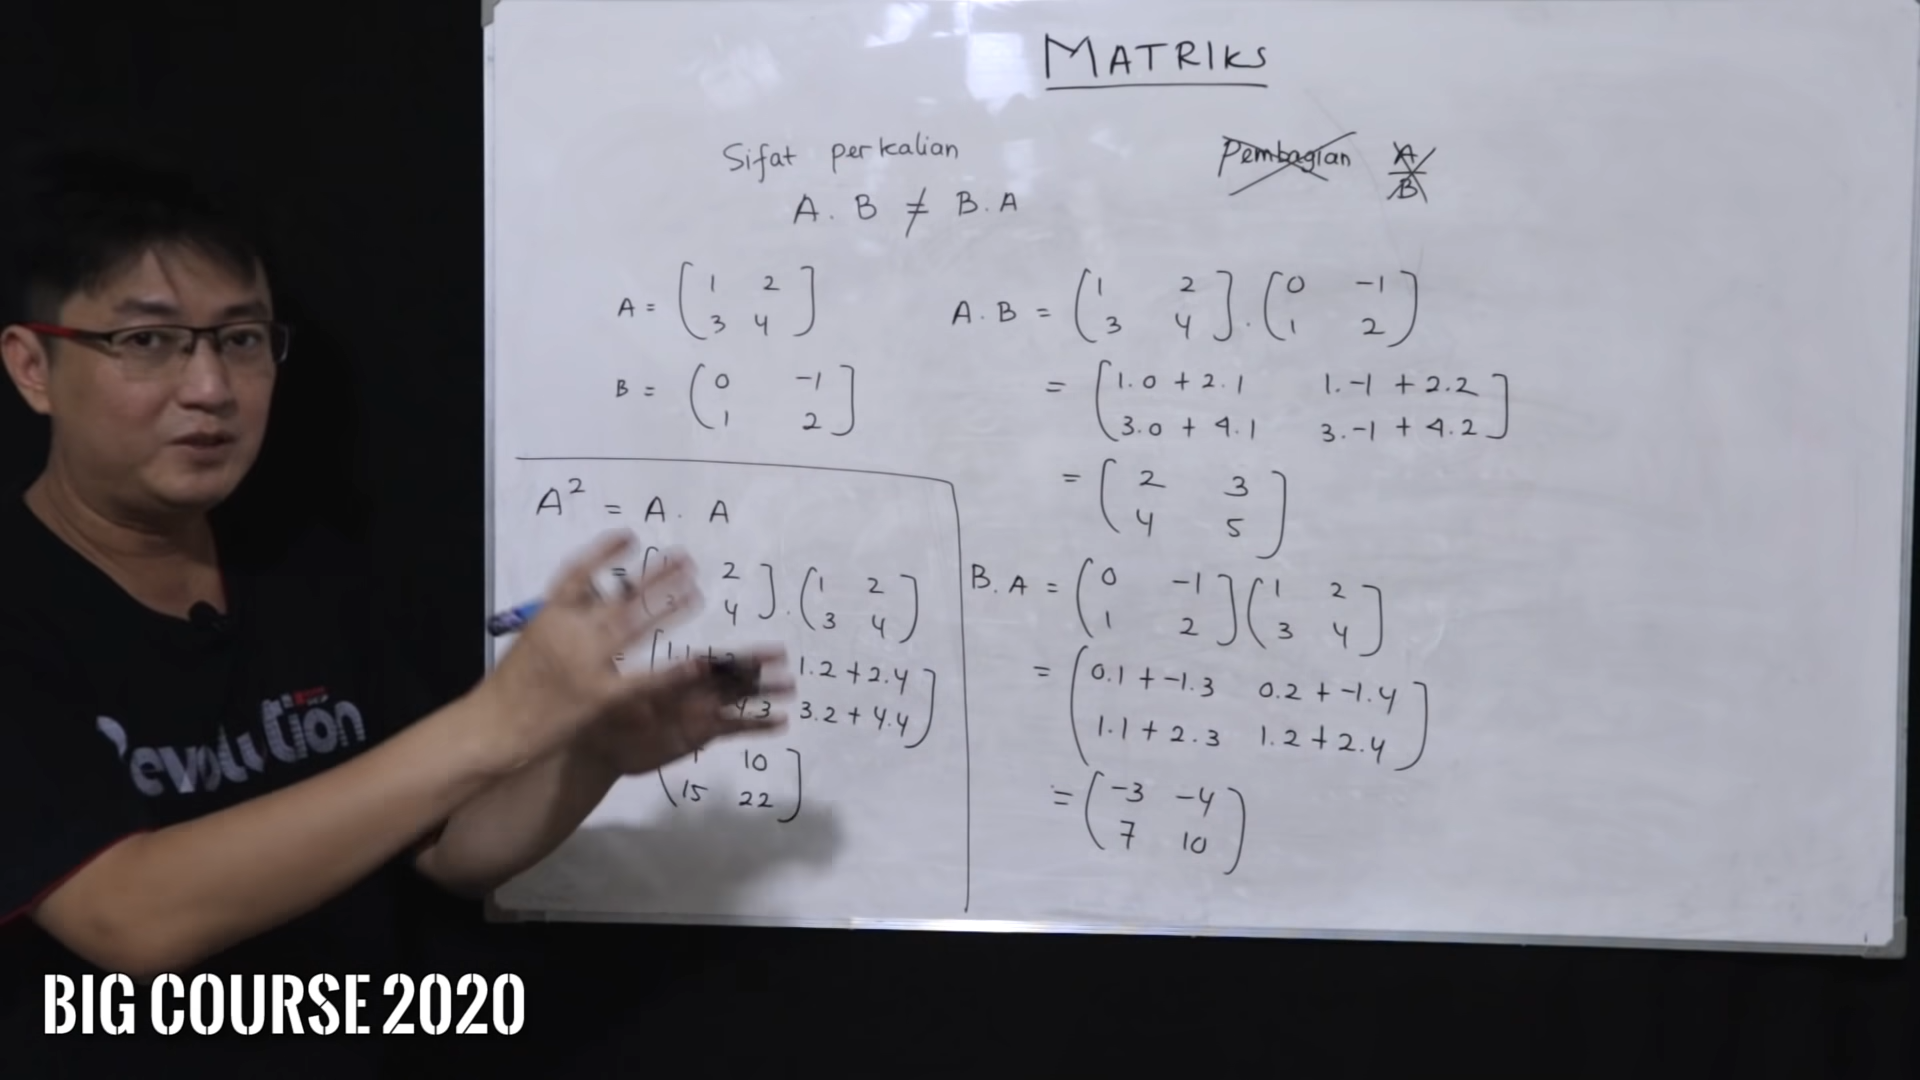 MATRIKS
Sifat perkalian
A . B ≠ B . A
Pembagian A/B
A = ( 1 2
3 4 )
B = ( 0 -1
1 2 )
A . B = ( 1 2
3 4 ) . ( 0 -1
1 2 )
= ( 1.0 + 2.1 1.-1 + 2.2
3.0 + 4.1 3.-1 + 4.2 )
= ( 2 3
4 5 )
B . A = ( 0 -1
1 2 ) ( 1 2
3 4 )
= ( 0.1 + -1.3 0.2 + -1.4
1.1 + 2.3 1.2 + 2.4 )
= ( -3 -4
7 10 )
A² = A . A
= ( 2
4 ) . ( 1 2
3 4 )
= ( 1.1 + 1.2 + 2.4
4.3 3.2 + 4.4 )
( 10
15 22 )
Revolution
BIG COURSE 2020